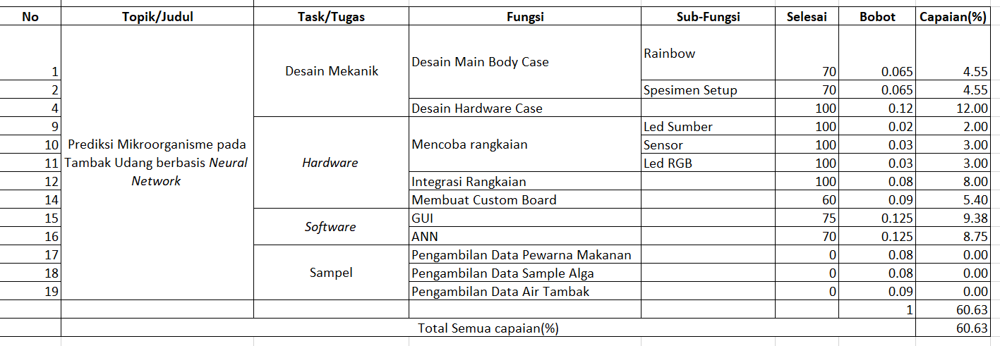 No Topik/Judul Task/Tugas Fungsi Sub-Fungsi Selesai Bobot Capaian(%)
1 Desain Mekanik Desain Main Body Case Rainbow 70 0.065 4.55
2 Spesimen Setup 70 0.065 4.55
4 Desain Hardware Case 100 0.12 12.00
9 Led Sumber 100 0.02 2.00
10 Prediksi Mikroorganisme pada Mencoba rangkaian Sensor 100 0.03 3.00
11 Tambak Udang berbasis Neural Hardware Led RGB 100 0.03 3.00
12 Network Integrasi Rangkaian 100 0.08 8.00
14 Membuat Custom Board 60 0.09 5.40
15 Software GUI 75 0.125 9.38
16 ANN 70 0.125 8.75
17 Pengambilan Data Pewarna Makanan 0 0.08 0.00
18 Sampel Pengambilan Data Sample Alga 0 0.08 0.00
19 Pengambilan Data Air Tambak 0 0.09 0.00
1 60.63
Total Semua capaian(%) 60.63